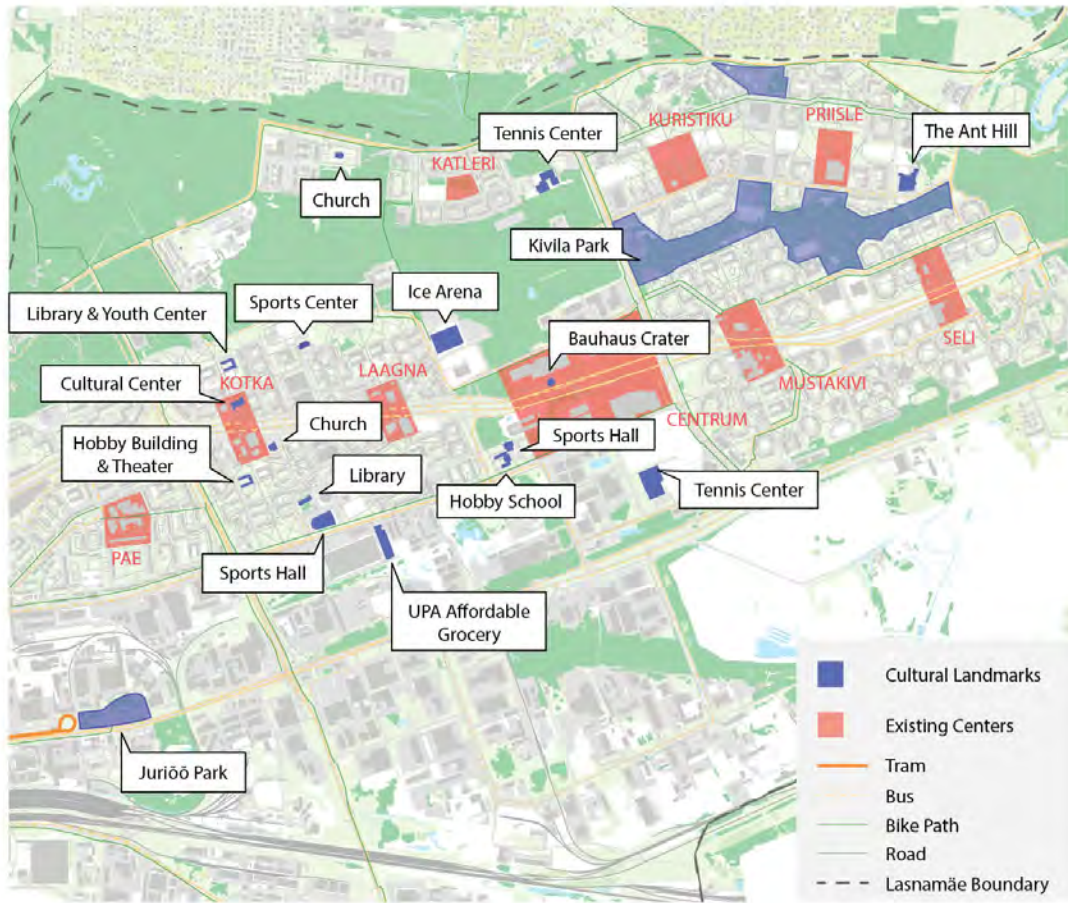 KURISTIKU
PRIISLE
Tennis Center
The Ant Hill
KATLERI
Church
Kivila Park
Ice Arena
Sports Center
Library & Youth Center
Bauhaus Crater
SELI
LAAGNA
Cultural Center
KOTKA
MUSTAKIVI
CENTRUM
Church
Sports Hall
Hobby Building
& Theater
Library
Hobby School
Tennis Center
PAE
Sports Hall
UPA Affordable
Grocery
Juriöö Park
Cultural Landmarks
Existing Centers
Tram
Bus
Bike Path
Road
Lasnamäe Boundary